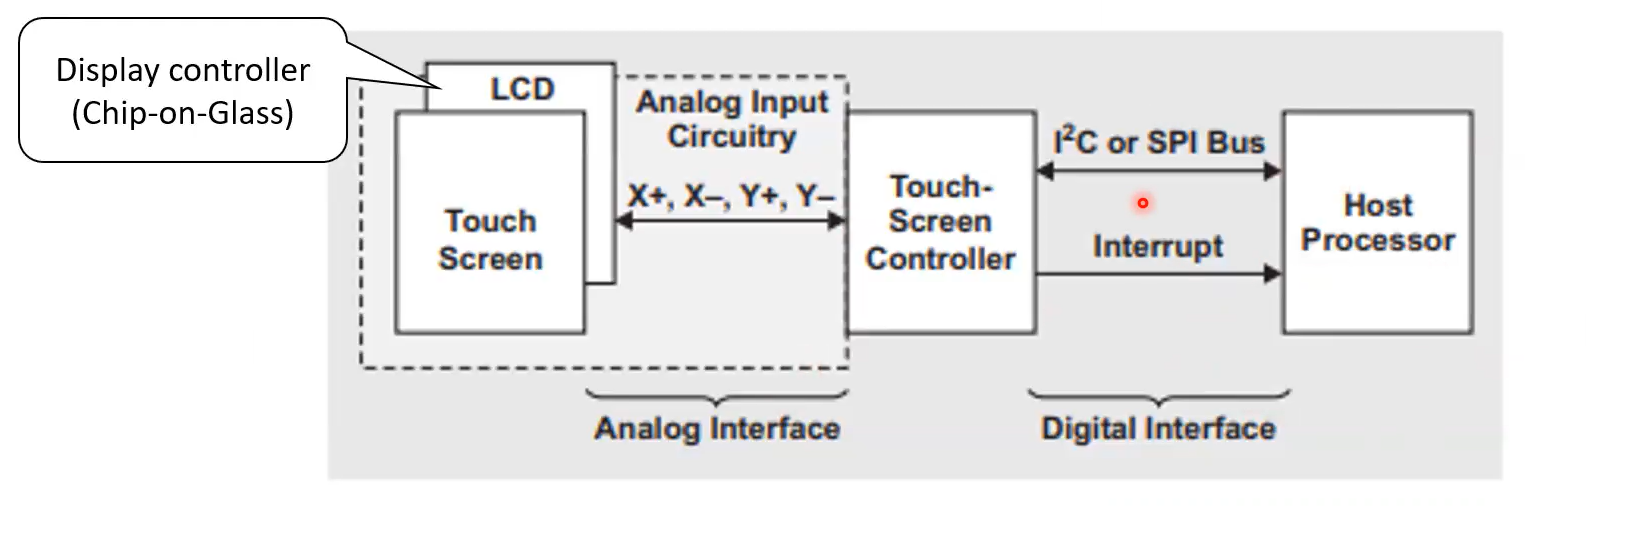 Display controller
(Chip-on-Glass)
LCD
Touch
Screen
Analog Input
Circuitry
X+, X–, Y+, Y–
Touch-
Screen
Controller
I²C or SPI Bus
Interrupt
Host
Processor
Analog Interface
Digital Interface